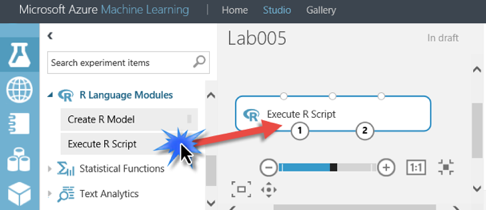 Microsoft Azure Machine Learning
Home
Studio
Gallery
Search experiment items
R Language Modules
Create R Model
Execute R Script
Statistical Functions
Text Analytics
Lab005
In draft
Execute R Script
1
2
1:1